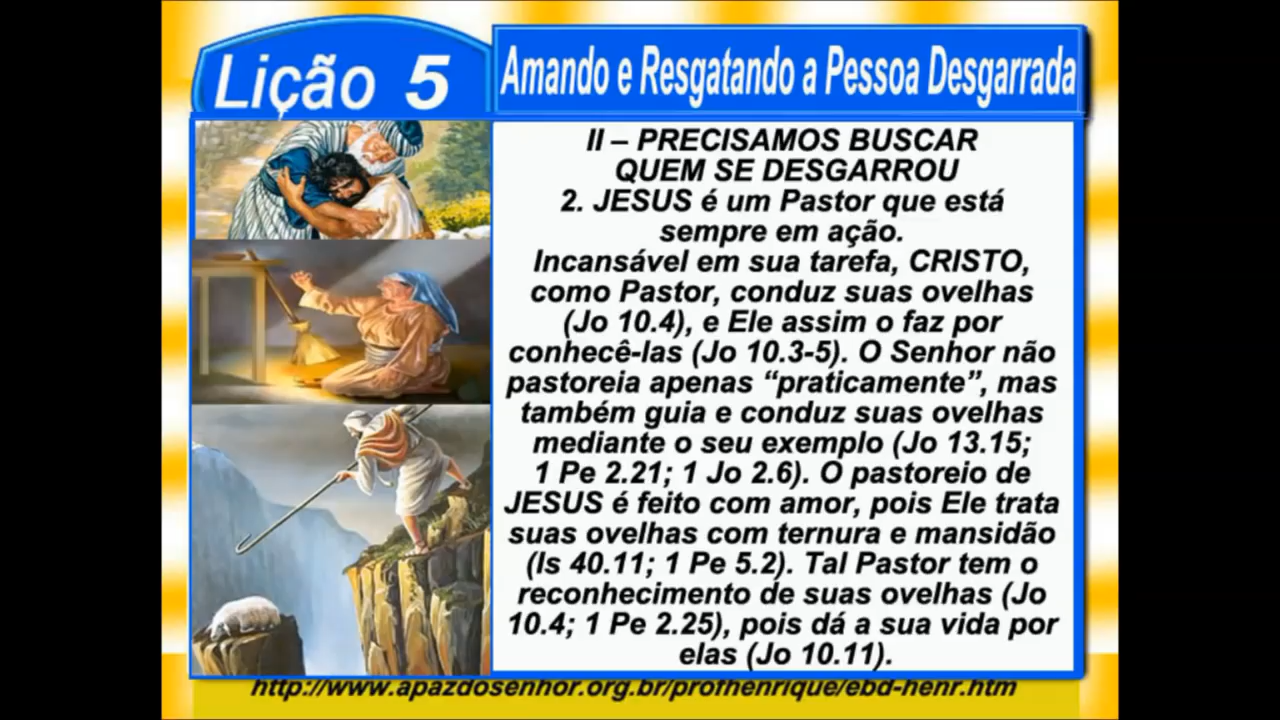 Lição 5
Amando e Resgatando a Pessoa Desgarrada
II – PRECISAMOS BUSCAR
QUEM SE DESGARROU
2. JESUS é um Pastor que está
sempre em ação.
Incansável em sua tarefa, CRISTO,
como Pastor, conduz suas ovelhas
(Jo 10.4), e Ele assim o faz por
conhecê-las (Jo 10.3-5). O Senhor não
pastoreia apenas “praticamente”, mas
também guia e conduz suas ovelhas
mediante o seu exemplo (Jo 13.15;
1 Pe 2.21; 1 Jo 2.6). O pastoreio de
JESUS é feito com amor, pois Ele trata
suas ovelhas com ternura e mansidão
(Is 40.11; 1 Pe 5.2). Tal Pastor tem o
reconhecimento de suas ovelhas (Jo
10.4; 1 Pe 2.25), pois dá a sua vida por
elas (Jo 10.11).
http://www.apazdosenhor.org.br/profhenrique/ebd-henr.htm